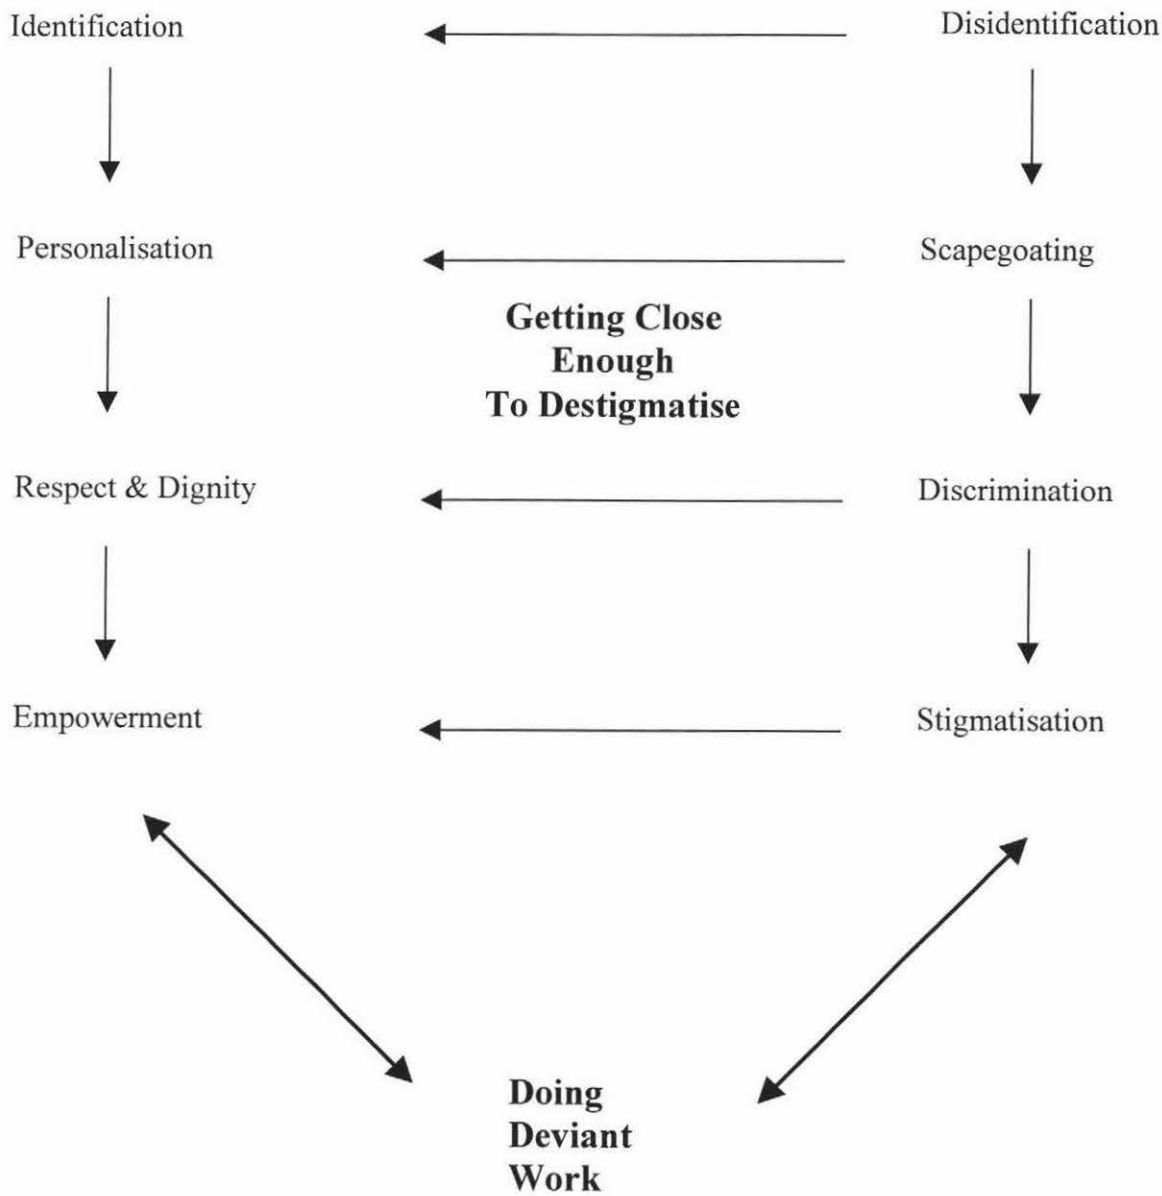 Identification
Disidentification
Personalisation
Scapegoating
Getting Close
Enough
To Destigmatise
Respect & Dignity
Discrimination
Empowerment
Stigmatisation
Doing
Deviant
Work